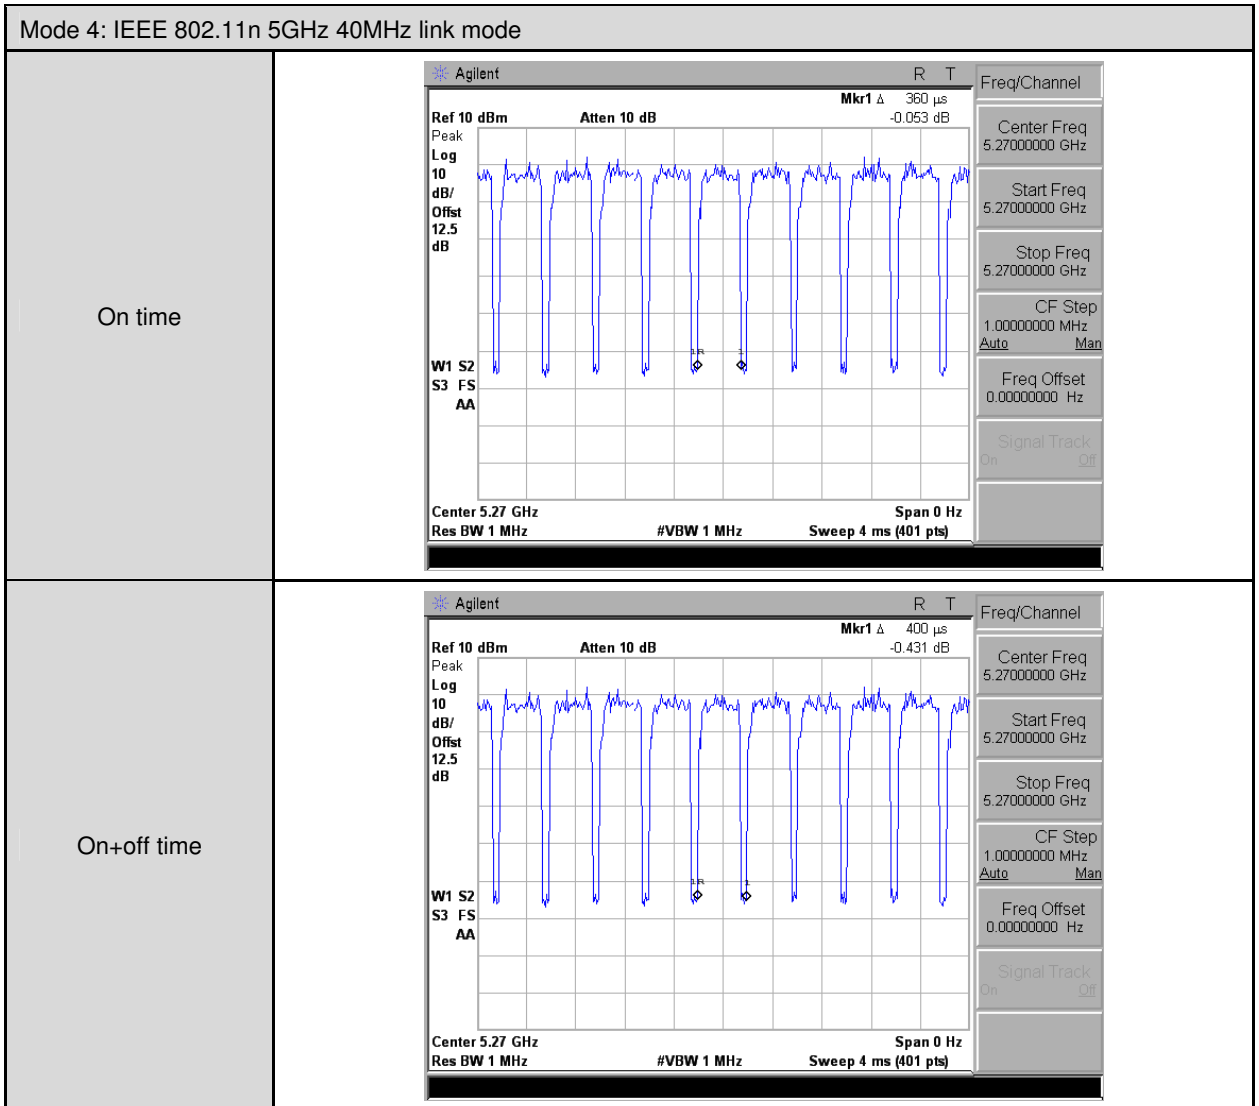 Mode 4: IEEE 802.11n 5GHz 40MHz link mode
On time
Agilent R T
Mkr1 Δ 360 µs
Ref 10 dBm Atten 10 dB -0.053 dB
Peak
Log
10
dB/
Offst
12.5
dB
1R 1
W1 S2
S3 FS
AA
Center 5.27 GHz Span 0 Hz
Res BW 1 MHz #VBW 1 MHz Sweep 4 ms (401 pts)
Freq/Channel
Center Freq
5.27000000 GHz
Start Freq
5.27000000 GHz
Stop Freq
5.27000000 GHz
CF Step
1.00000000 MHz
Auto Man
Freq Offset
0.00000000 Hz
Signal Track
On Off
On+off time
Agilent R T
Mkr1 Δ 400 µs
Ref 10 dBm Atten 10 dB -0.431 dB
Peak
Log
10
dB/
Offst
12.5
dB
1R 1
W1 S2
S3 FS
AA
Center 5.27 GHz Span 0 Hz
Res BW 1 MHz #VBW 1 MHz Sweep 4 ms (401 pts)
Freq/Channel
Center Freq
5.27000000 GHz
Start Freq
5.27000000 GHz
Stop Freq
5.27000000 GHz
CF Step
1.00000000 MHz
Auto Man
Freq Offset
0.00000000 Hz
Signal Track
On Off